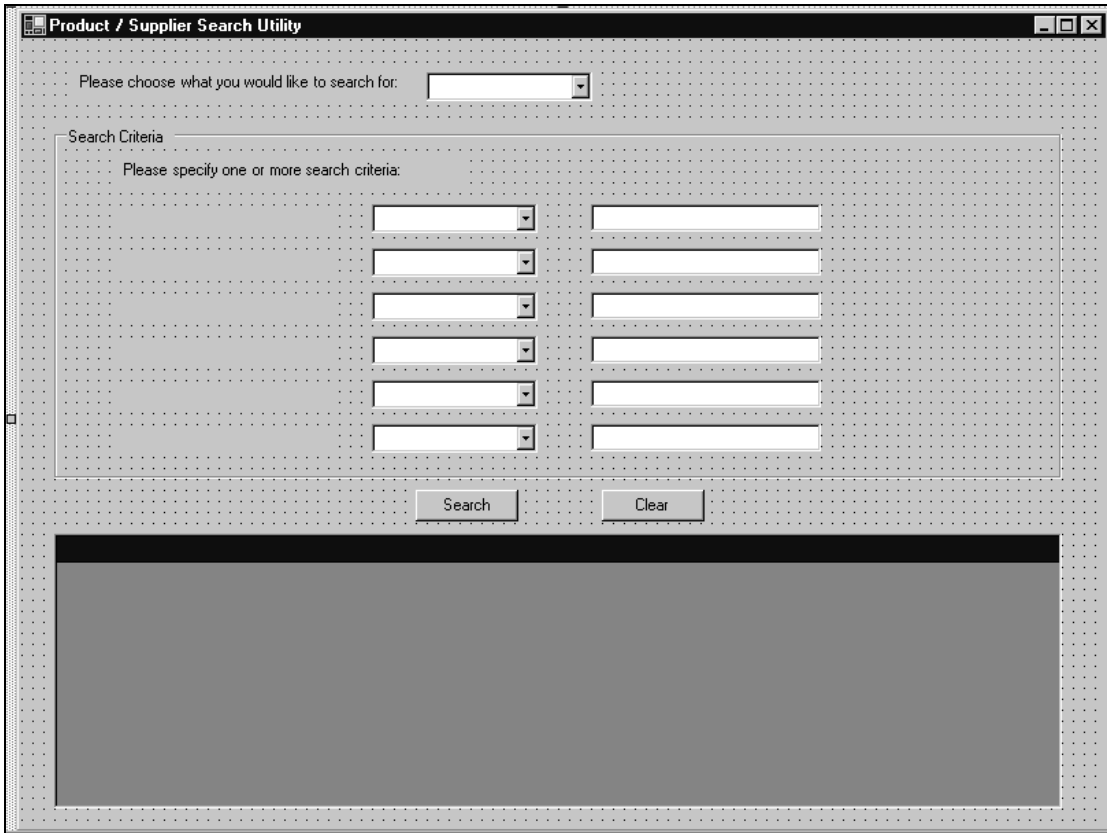 Product / Supplier Search Utility
Please choose what you would like to search for:
Search Criteria
Please specify one or more search criteria:
Search
Clear